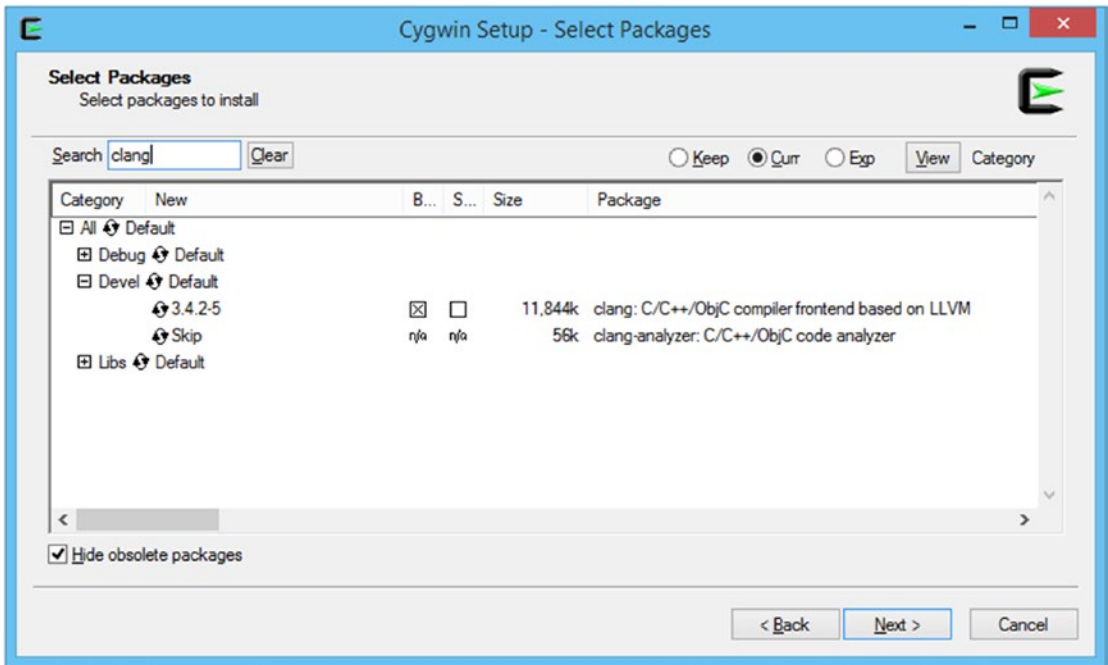 Cygwin Setup - Select Packages
Select Packages
Select packages to install
Search clang Clear Keep Curr Exp View Category
Category New B... S... Size Package
All Default
Debug Default
Devel Default
3.4.2-5 11,844k clang: C/C++/ObjC compiler frontend based on LLVM
Skip n/a n/a 56k clang-analyzer: C/C++/ObjC code analyzer
Libs Default
Hide obsolete packages
< Back Next > Cancel